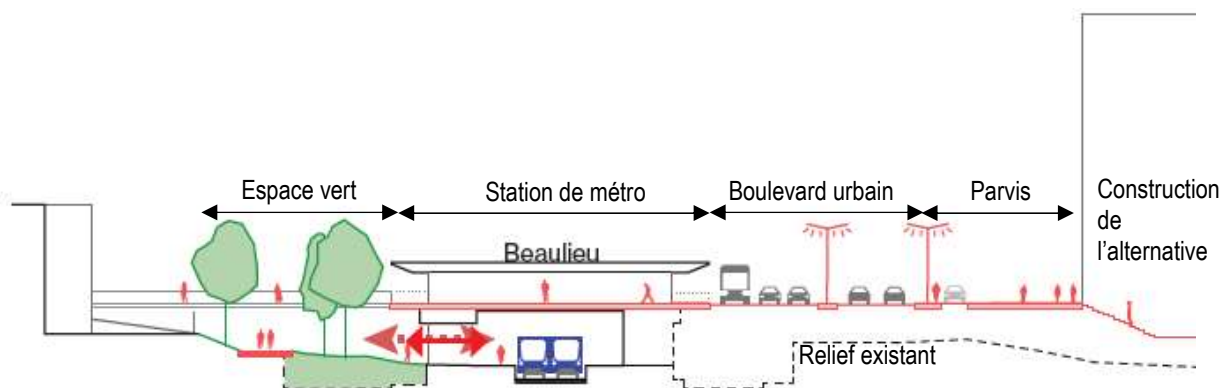 Espace vert
Station de métro
Boulevard urbain
Parvis
Construction
de
l'alternative
Beaulieu
Relief existant